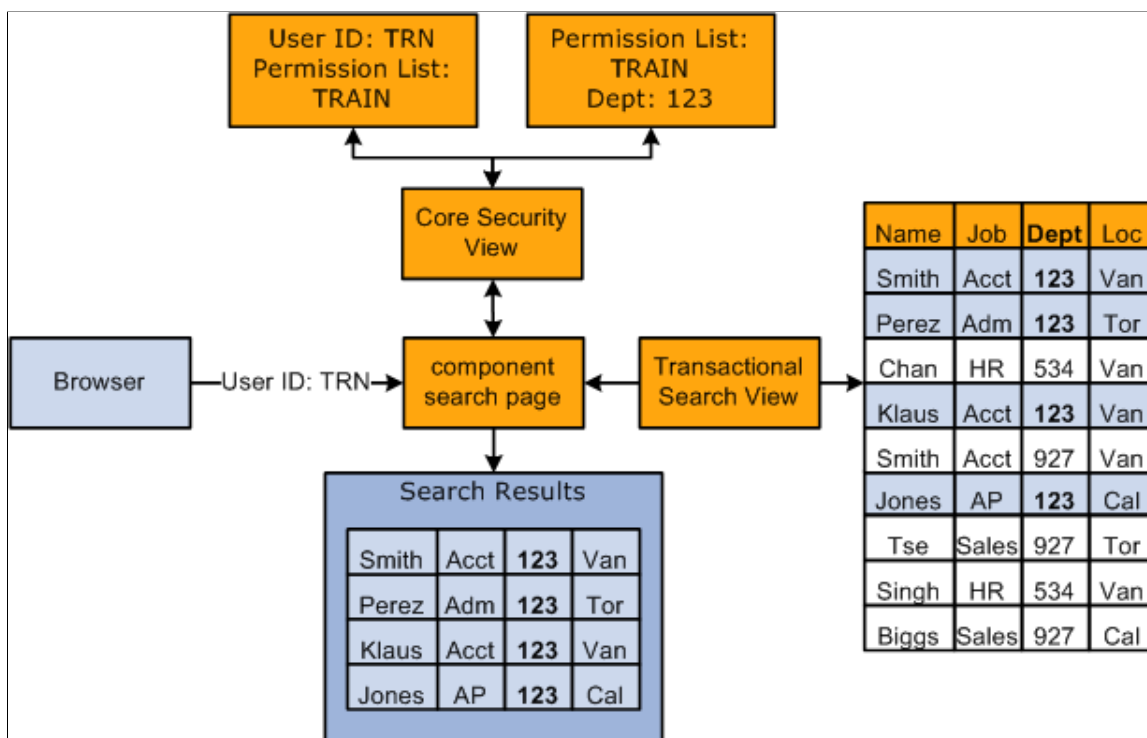 User ID: TRN
Permission List:
TRAIN
Permission List:
TRAIN
Dept: 123
Core Security
View
Browser
User ID: TRN
component
search page
Transactional
Search View
Name Job Dept Loc
Smith Acct 123 Van
Perez Adm 123 Tor
Chan HR 534 Van
Klaus Acct 123 Van
Smith Acct 927 Van
Jones AP 123 Cal
Tse Sales 927 Tor
Singh HR 534 Van
Biggs Sales 927 Cal
Search Results
Smith Acct 123 Van
Perez Adm 123 Tor
Klaus Acct 123 Van
Jones AP 123 Cal